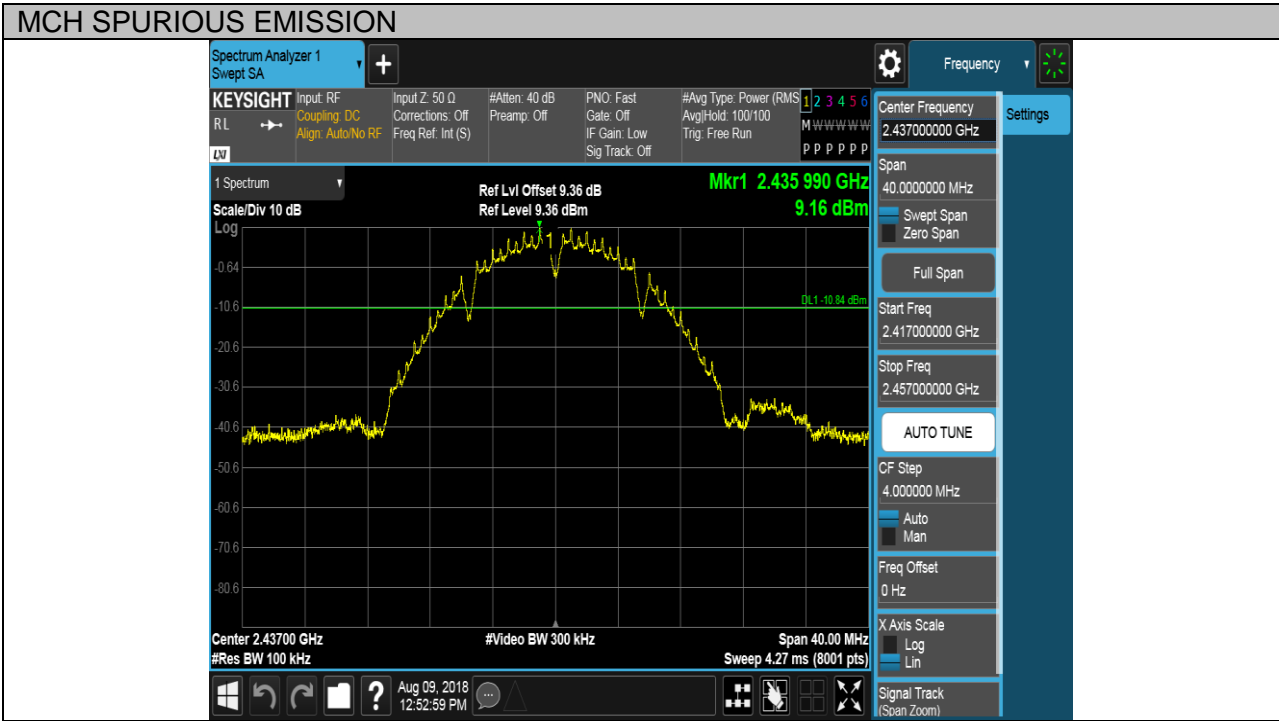 MCH SPURIOUS EMISSION
Spectrum Analyzer 1
Swept SA
Frequency
KEYSIGHT
RL
LXI
Input: RF
Coupling: DC
Align: Auto/No RF
Input Z: 50 Ω
Corrections: Off
Freq Ref: Int (S)
#Atten: 40 dB
Preamp: Off
PNO: Fast
Gate: Off
IF Gain: Low
Sig Track: Off
#Avg Type: Power (RMS
Avg|Hold: 100/100
Trig: Free Run
1 2 3 4 5 6
M W W W W W
P P P P P P
1 Spectrum
Scale/Div 10 dB
Log
Ref Lvl Offset 9.36 dB
Ref Level 9.36 dBm
Mkr1 2.435 990 GHz
9.16 dBm
1
-0.64
-10.6
DL1 -10.84 dBm
-20.6
-30.6
-40.6
-50.6
-60.6
-70.6
-80.6
Center 2.43700 GHz
#Res BW 100 kHz
#Video BW 300 kHz
Span 40.00 MHz
Sweep 4.27 ms (8001 pts)
Aug 09, 2018
12:52:59 PM
Center Frequency
2.437000000 GHz
Settings
Span
40.0000000 MHz
Swept Span
Zero Span
Full Span
Start Freq
2.417000000 GHz
Stop Freq
2.457000000 GHz
AUTO TUNE
CF Step
4.000000 MHz
Auto
Man
Freq Offset
0 Hz
X Axis Scale
Log
Lin
Signal Track
(Span Zoom)